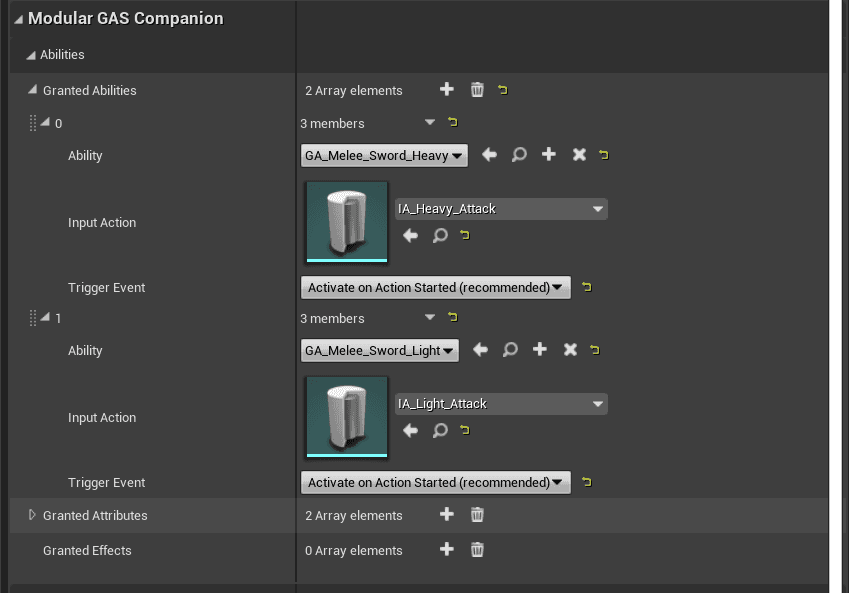 Modular GAS Companion
Abilities
Granted Abilities 2 Array elements
0 3 members
Ability GA_Melee_Sword_Heavy
Input Action IA_Heavy_Attack
Trigger Event Activate on Action Started (recommended)
1 3 members
Ability GA_Melee_Sword_Light
Input Action IA_Light_Attack
Trigger Event Activate on Action Started (recommended)
Granted Attributes 2 Array elements
Granted Effects 0 Array elements